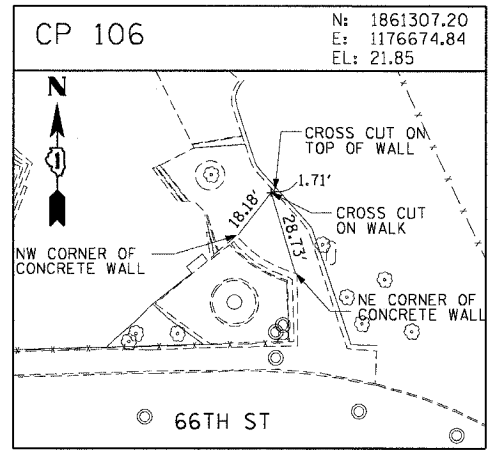 CP 106
N: 1861307.20
E: 1176674.84
EL: 21.85
N
1
CROSS CUT ON
TOP OF WALL
1.71'
18.18'
28.73'
CROSS CUT
ON WALK
NW CORNER OF
CONCRETE WALL
NE CORNER OF
CONCRETE WALL
66TH ST